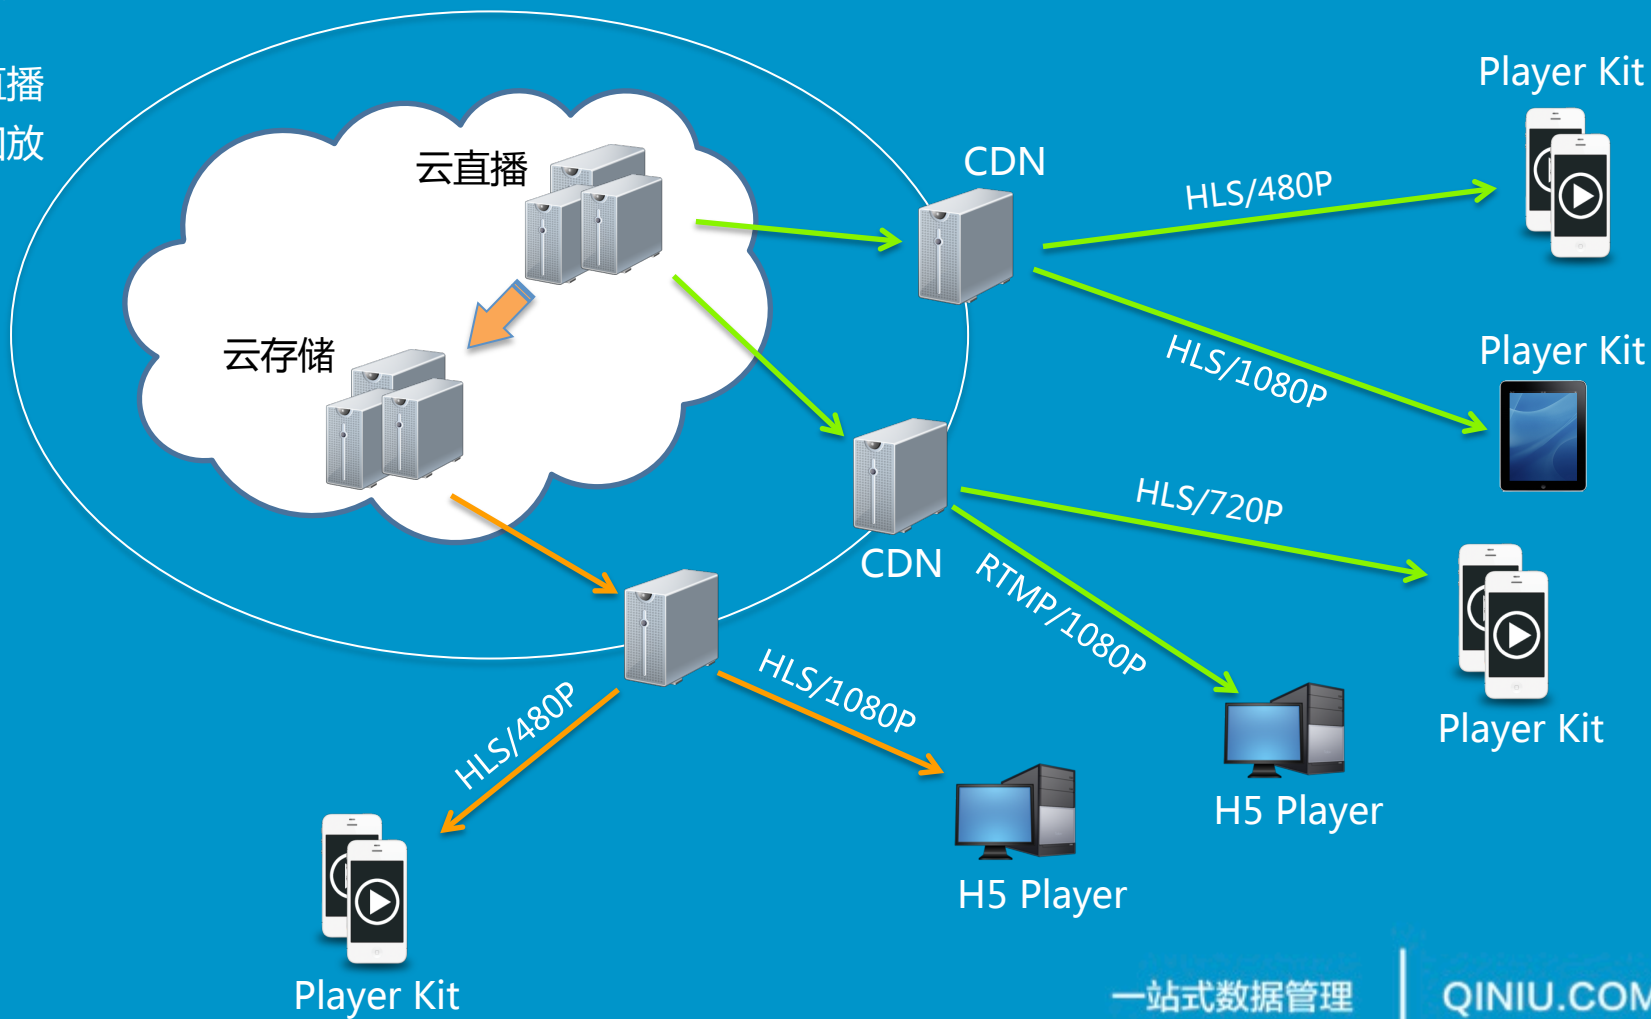 直播
回放
云直播
云存储
CDN
CDN
HLS/480P
HLS/1080P
HLS/720P
RTMP/1080P
HLS/1080P
HLS/480P
Player Kit
Player Kit
Player Kit
H5 Player
H5 Player
Player Kit
一站式数据管理
QINIU.COM